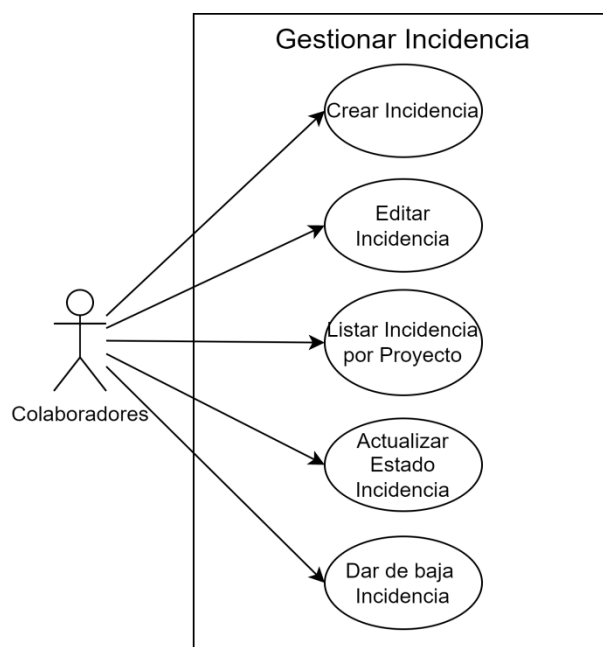 Gestionar Incidencia
Crear Incidencia
Editar
Incidencia
Listar Incidencia
por Proyecto
Colaboradores
Actualizar
Estado
Incidencia
Dar de baja
Incidencia